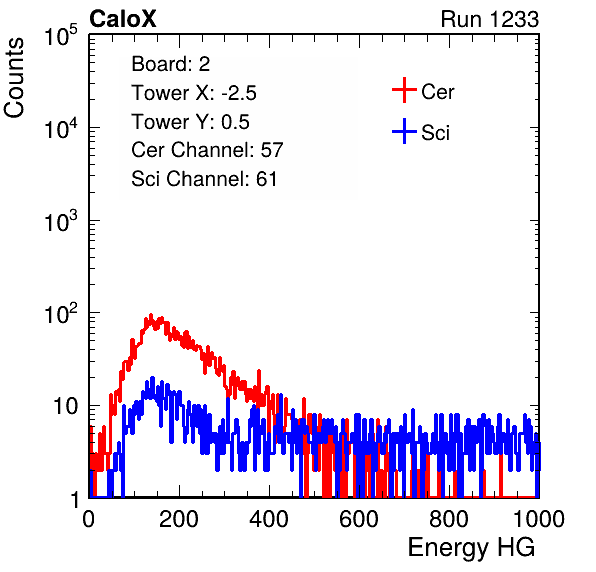 CaloX Run 1233
Counts
10^5
10^4
10^3
10^2
10
1
Board: 2
Tower X: -2.5
Tower Y: 0.5
Cer Channel: 57
Sci Channel: 61
Cer
Sci
0 200 400 600 800 1000
Energy HG